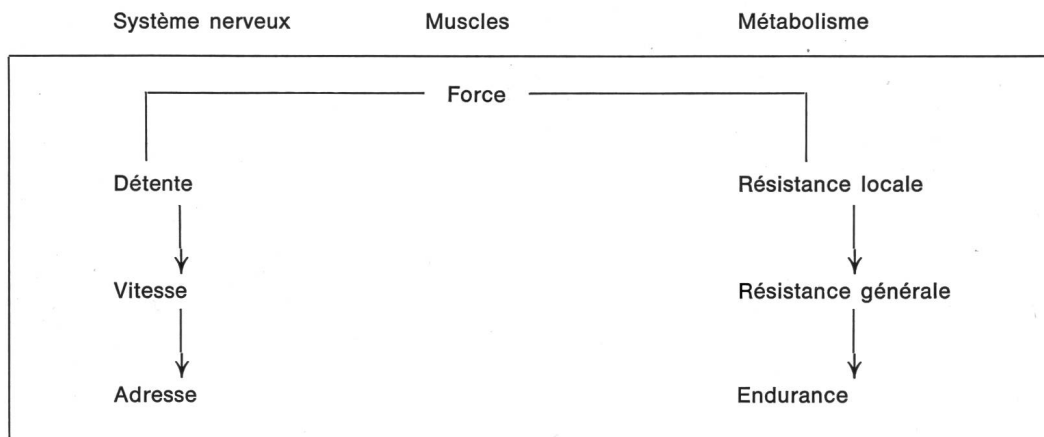 Système nerveux Muscles Métabolisme
Force
Détente Résistance locale
Vitesse Résistance générale
Adresse Endurance